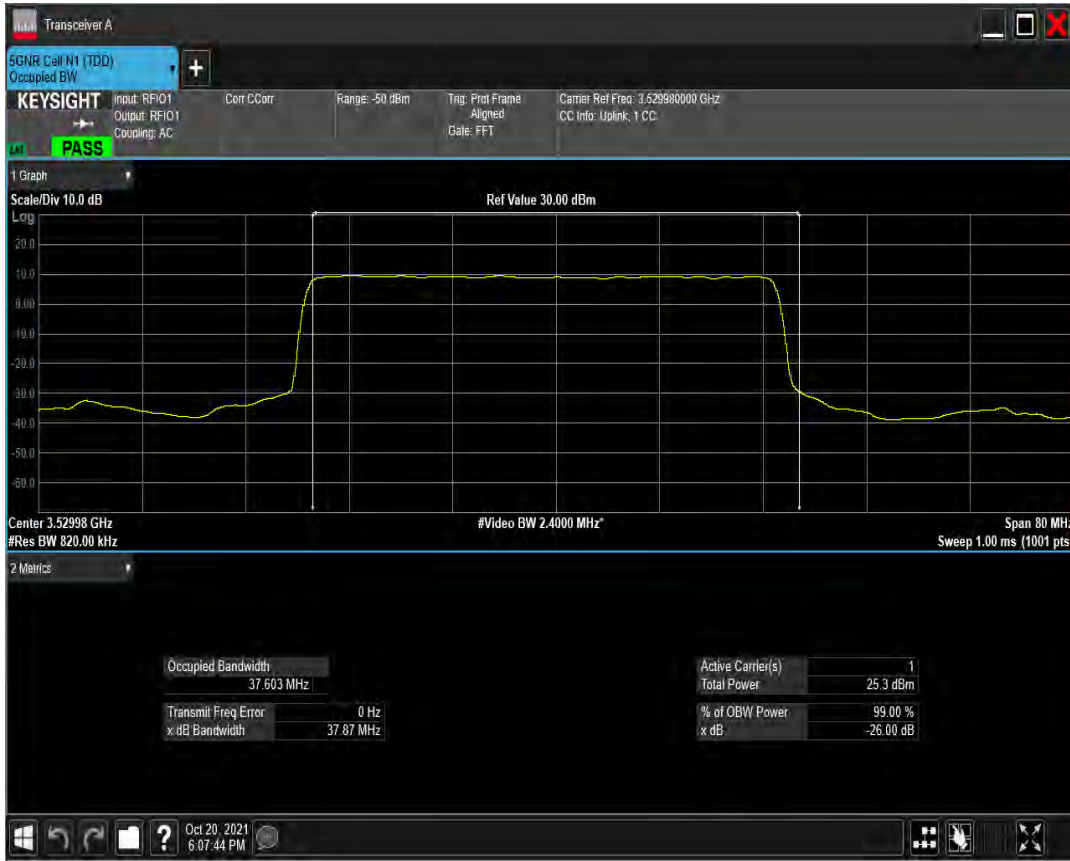 Transceiver A
5GNR Cell N1 (TDD)
Occupied BW
+
KEYSIGHT
Input: RFIO1
Output: RFIO1
Coupling: AC
PASS
Corr CCorr
Range: -50 dBm
Trig: Prot Frame
Aligned
Gate: FFT
Carrier Ref Freq: 3.529980000 GHz
CC Info: Uplink, 1 CC
1 Graph
Scale/Div 10.0 dB
Ref Value 30.00 dBm
Log
20.0
10.0
0.00
-10.0
-20.0
-30.0
-40.0
-50.0
-60.0
Center 3.52998 GHz
#Video BW 2.4000 MHz*
Span 80 MHz
#Res BW 820.00 kHz
Sweep 1.00 ms (1001 pts
2 Metrics
Occupied Bandwidth
37.603 MHz
Transmit Freq Error 0 Hz
x dB Bandwidth 37.87 MHz
Active Carrier(s) 1
Total Power 25.3 dBm
% of OBW Power 99.00 %
x dB -26.00 dB
?
Oct 20, 2021
6:07:44 PM